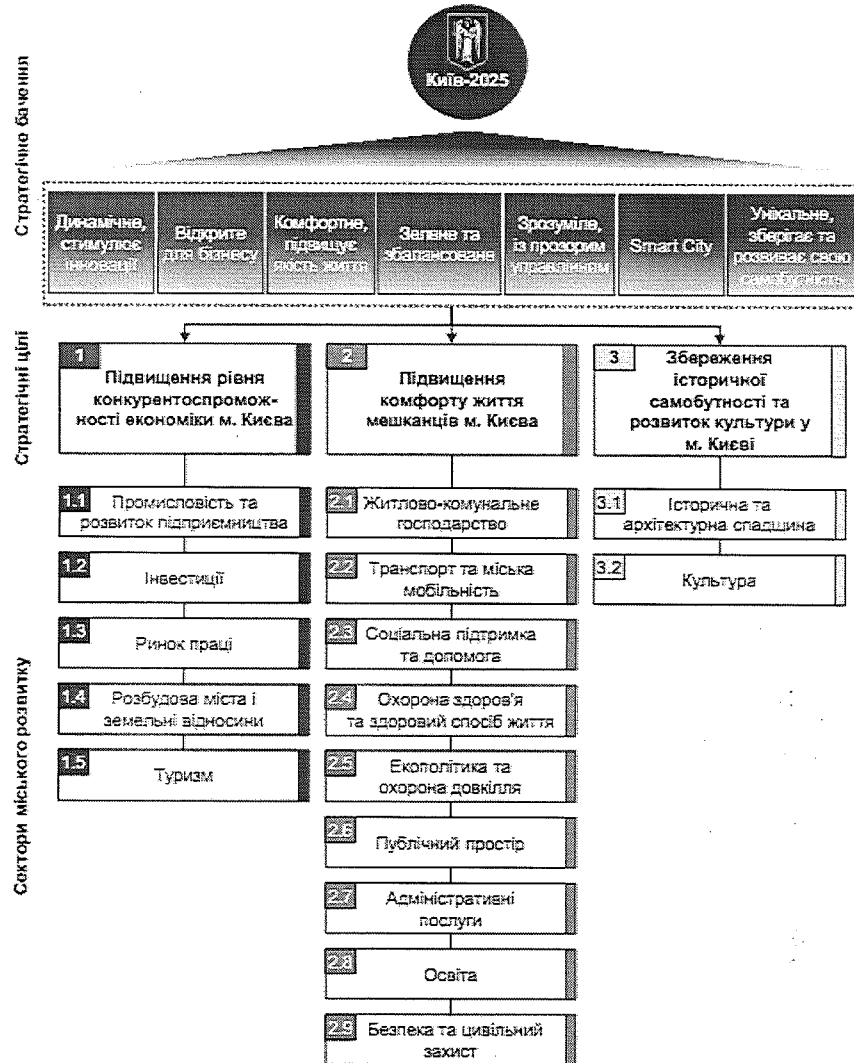 Київ-2025
Стратегічне бачення
Динамічне,
стимулює
інновації
Відкрите
для бізнесу
Комфортне,
підвищує
якість життя
Зелене та
збалансоване
Зрозуміле,
із прозорим
управлінням
Smart City
Унікальне,
зберігає та
розвиває свою
самобутність
Стратегічні цілі
1
Підвищення рівня
конкурентоспромож-
ності економіки м. Києва
2
Підвищення
комфорту життя
мешканців м. Києва
3
Збереження
історичної
самобутності та
розвиток культури у
м. Києві
Сектори міського розвитку
1.1 Промисловість та
розвиток підприємництва
1.2
Інвестиції
1.3
Ринок праці
1.4 Розбудова міста і
земельні відносини
1.5
Туризм
2.1 Житлово-комунальне
господарство
2.2 Транспорт та міська
мобільність
2.3 Соціальна підтримка
та допомога
2.4 Охорона здоров'я
та здоровий спосіб життя
2.5 Екополітика та
охорона довкілля
2.6
Публічний простір
2.7 Адміністративні
послуги
2.8
Освіта
2.9 Безпека та цивільний
захист
3.1 Історична та
архітектурна спадщина
3.2
Культура